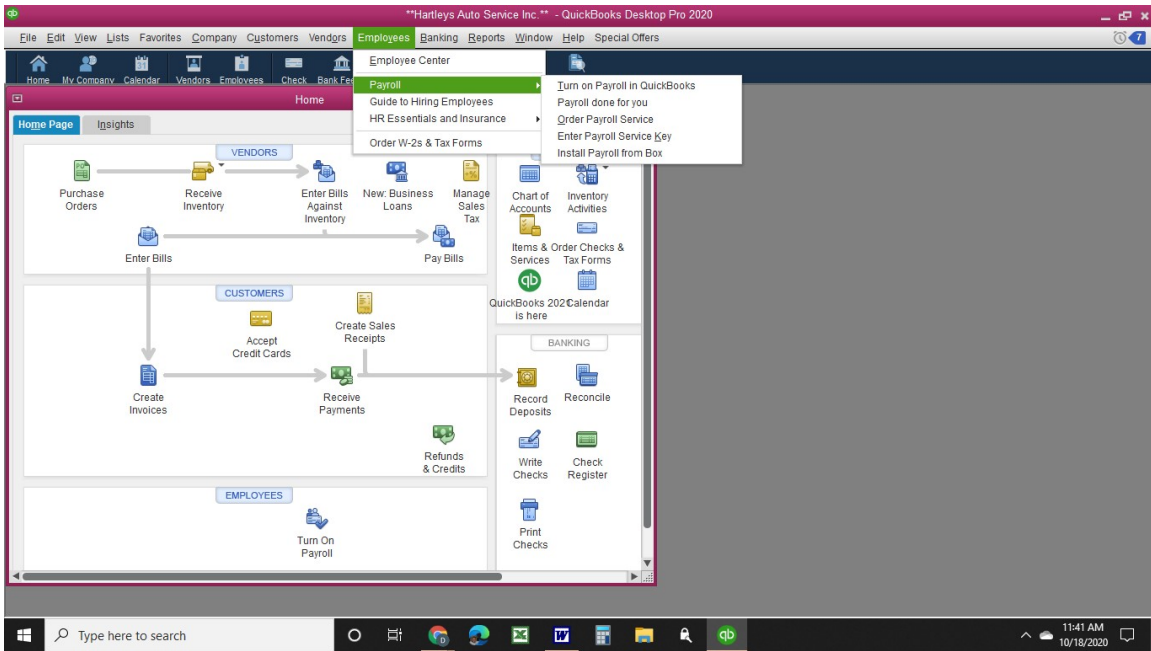 qb
**Hartleys Auto Service Inc.** - QuickBooks Desktop Pro 2020
File Edit View Lists Favorites Company Customers Vendors Employees Banking Reports Window Help Special Offers
7
Home My Company Calendar Vendors Employees Check Bank Fee
Employee Center
Payroll
Guide to Hiring Employees
HR Essentials and Insurance
Order W-2s & Tax Forms
Turn on Payroll in QuickBooks
Payroll done for you
Order Payroll Service
Enter Payroll Service Key
Install Payroll from Box
Home
Home Page Insights
VENDORS
Purchase
Orders
Receive
Inventory
Enter Bills
Against
Inventory
New: Business
Loans
Manage
Sales
Tax
Enter Bills
Pay Bills
Chart of
Accounts
Inventory
Activities
Items &
Services
Order Checks &
Tax Forms
qb
QuickBooks 2021
is here
Calendar
CUSTOMERS
Accept
Credit Cards
Create Sales
Receipts
Create
Invoices
Receive
Payments
Refunds
& Credits
BANKING
Record
Deposits
Reconcile
Write
Checks
Check
Register
Print
Checks
EMPLOYEES
Turn On
Payroll
Type here to search
qb
11:41 AM
10/18/2020